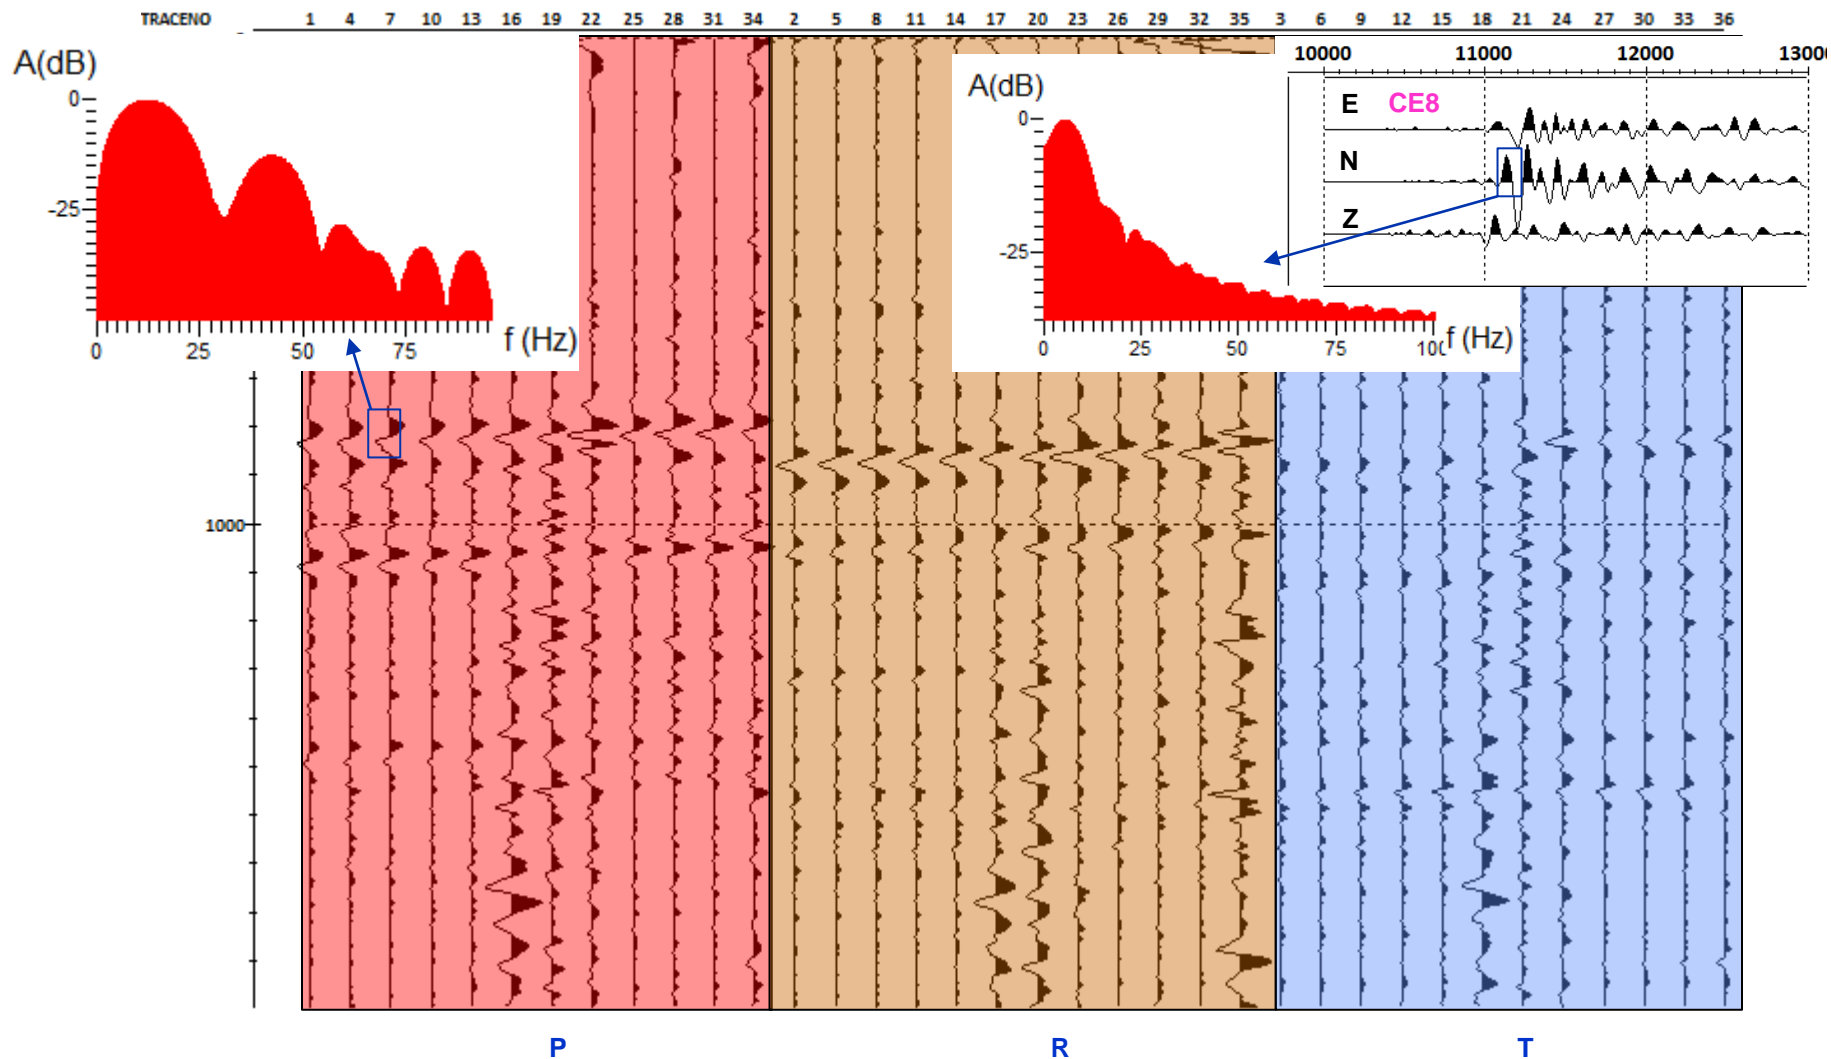 TRACENO 1 4 7 10 13 16 19 22 25 28 31 34 2 5 8 11 14 17 20 23 26 29 32 35 3 6 9 12 15 18 21 24 27 30 33 36
A(dB)
0
-25
0 25 50 75 f (Hz)
A(dB)
0
-25
0 25 50 75 100 f (Hz)
10000 11000 12000 1300
E CE8
N
Z
1000
P R T